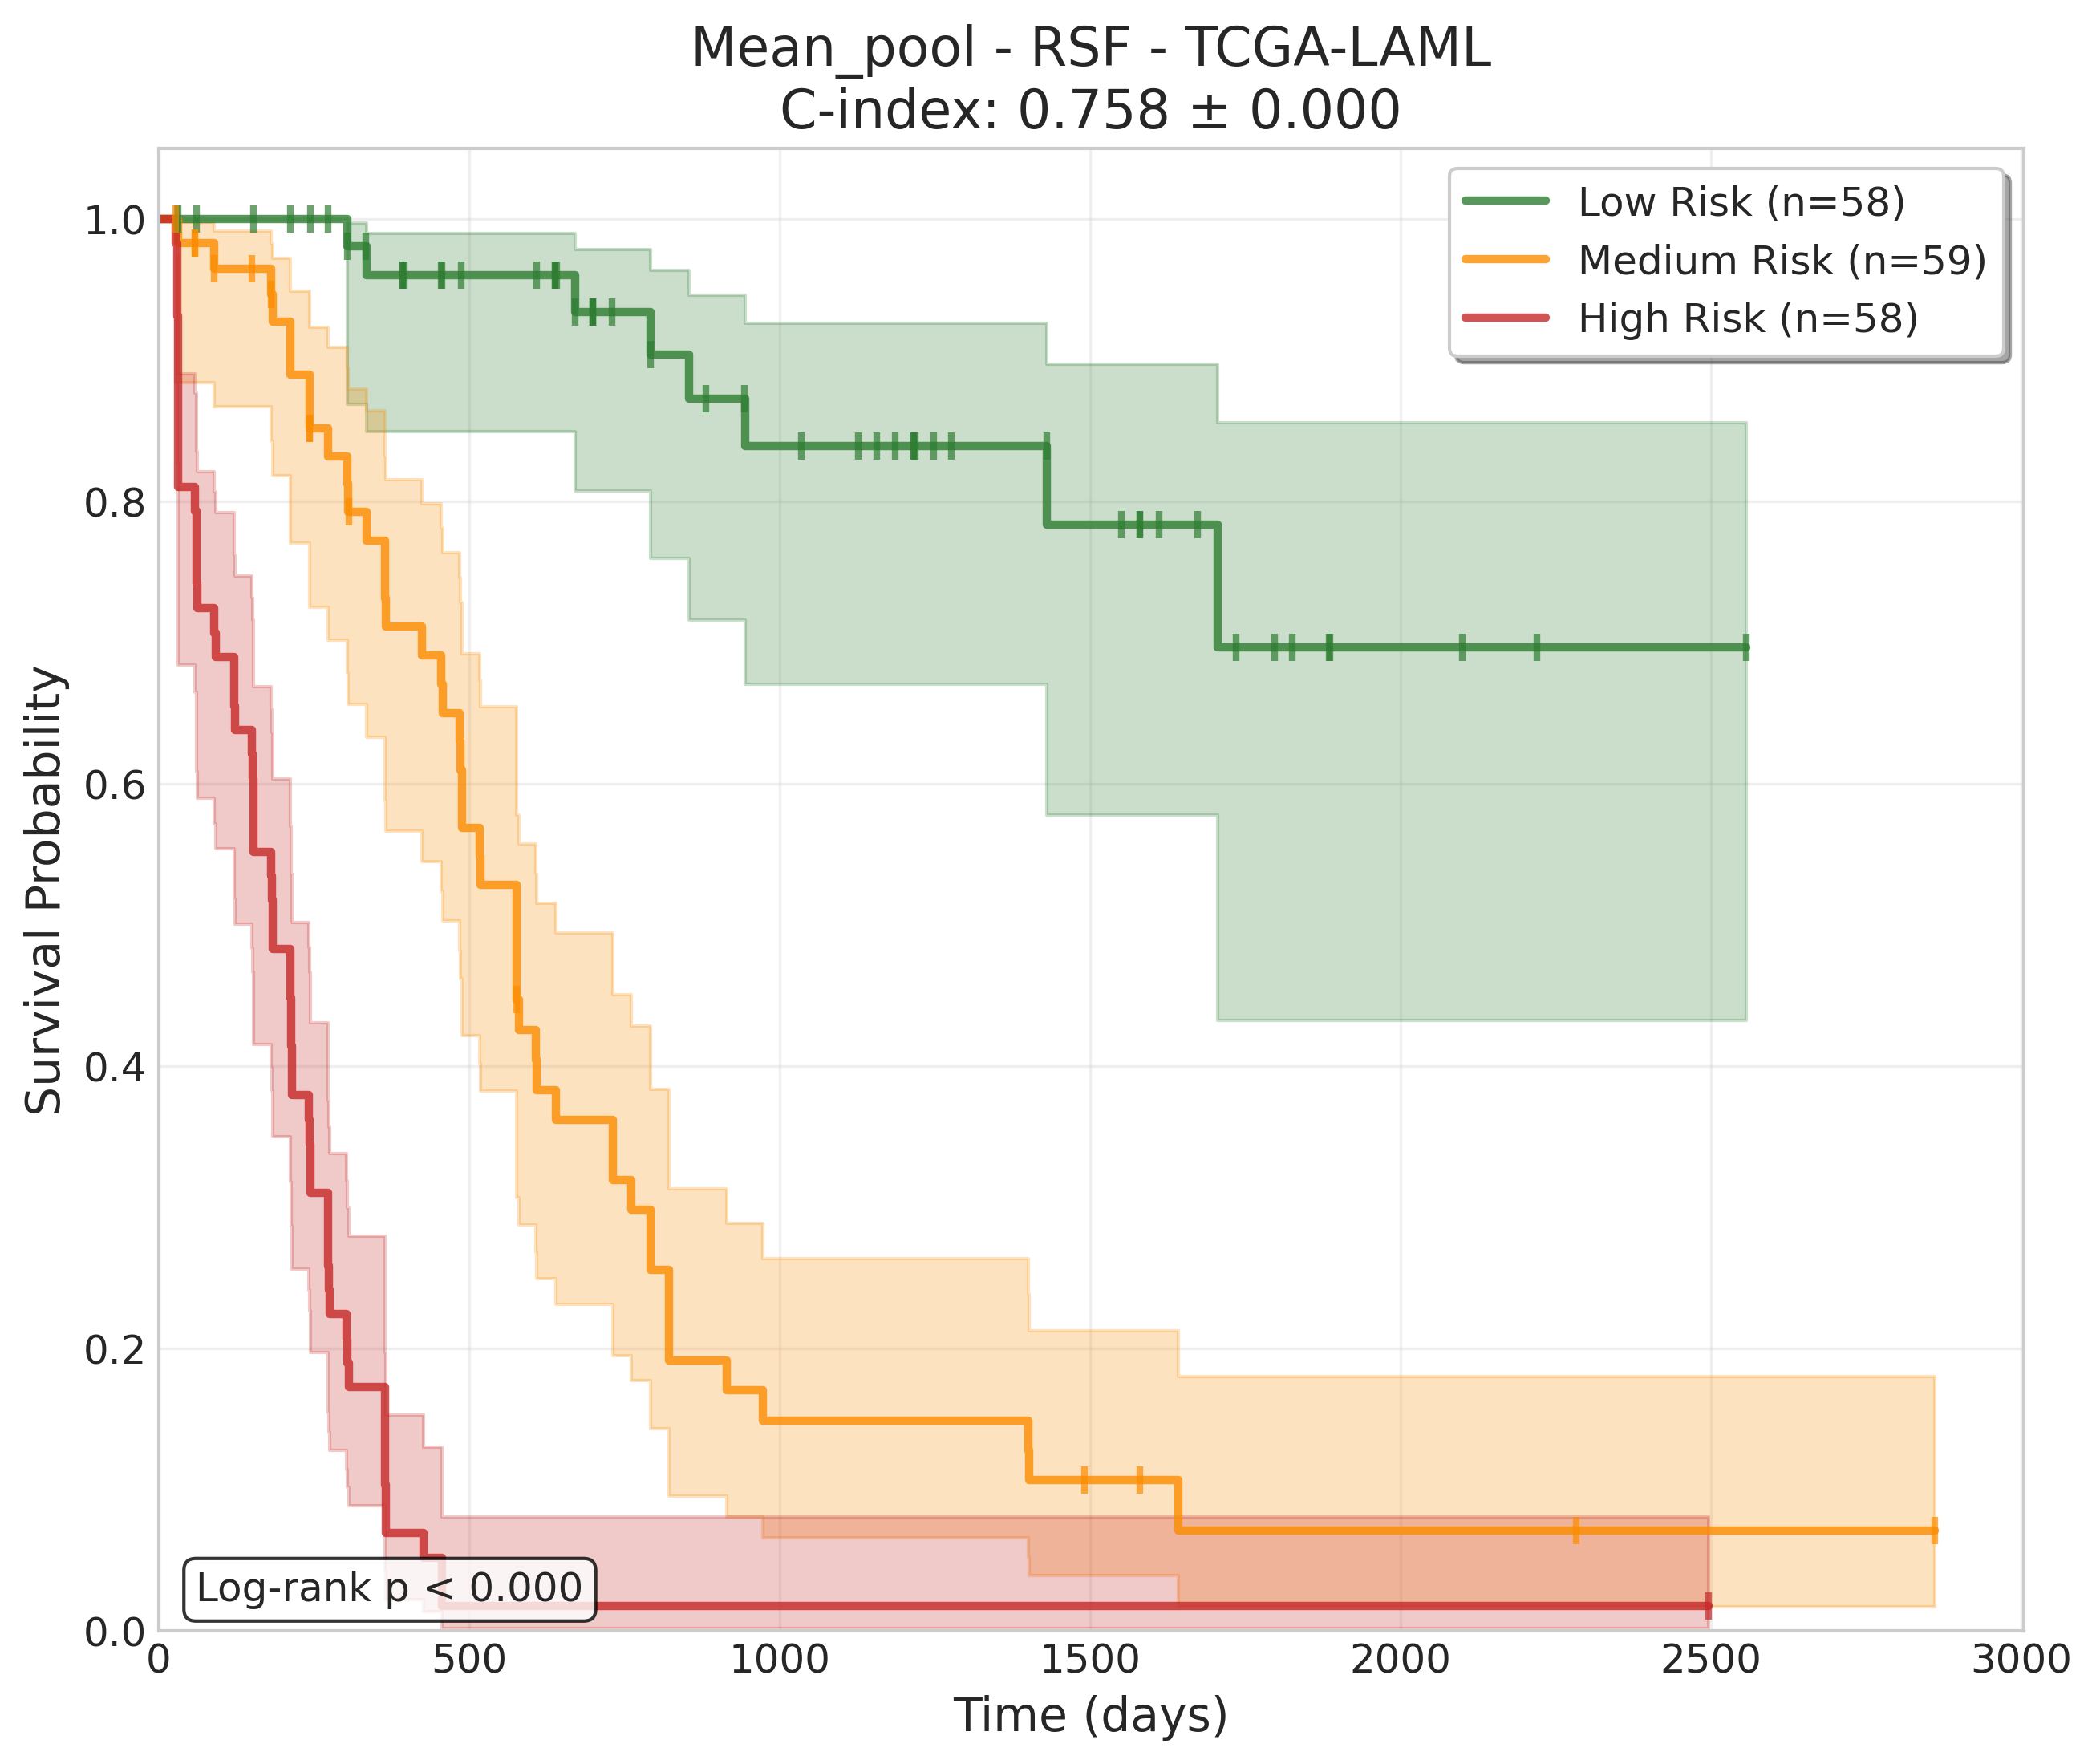 Mean_pool - RSF - TCGA-LAML
C-index: 0.758 ± 0.000
Low Risk (n=58)
Medium Risk (n=59)
High Risk (n=58)
Survival Probability
1.0
0.8
0.6
0.4
0.2
0.0
Log-rank p < 0.000
0 500 1000 1500 2000 2500 3000
Time (days)